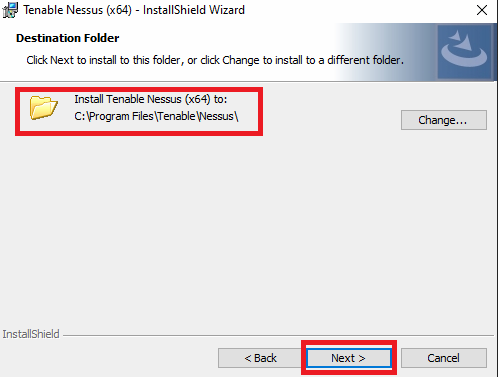 Tenable Nessus (x64) - InstallShield Wizard
Destination Folder
Click Next to install to this folder, or click Change to install to a different folder.
Install Tenable Nessus (x64) to:
C:\Program Files\Tenable\Nessus\
Change...
InstallShield
< Back
Next >
Cancel